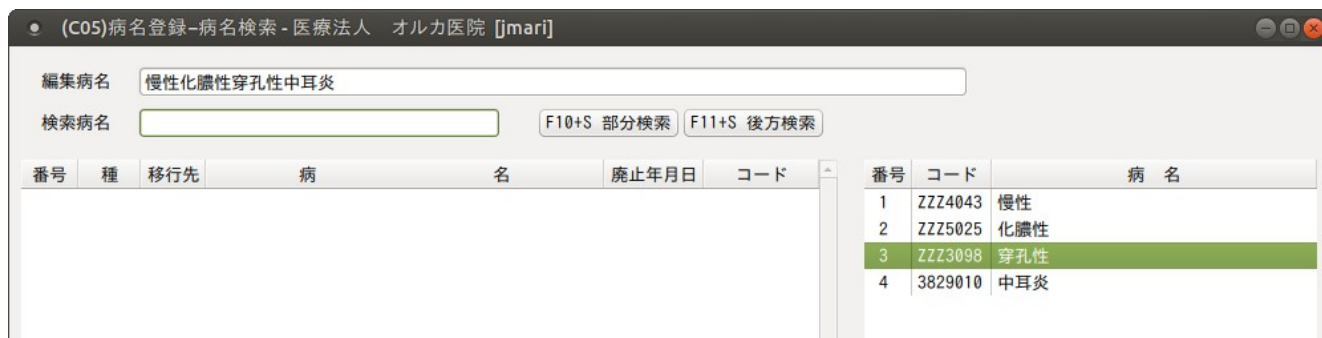 (C05)病名登録–病名検索 - 医療法人　オルカ医院 [jmari]
編集病名 慢性化膿性穿孔性中耳炎
検索病名 F10+S 部分検索 F11+S 後方検索
番号 種 移行先 病 名 廃止年月日 コード 番号 コード 病 名
1 ZZZ4043 慢性
2 ZZZ5025 化膿性
3 ZZZ3098 穿孔性
4 3829010 中耳炎